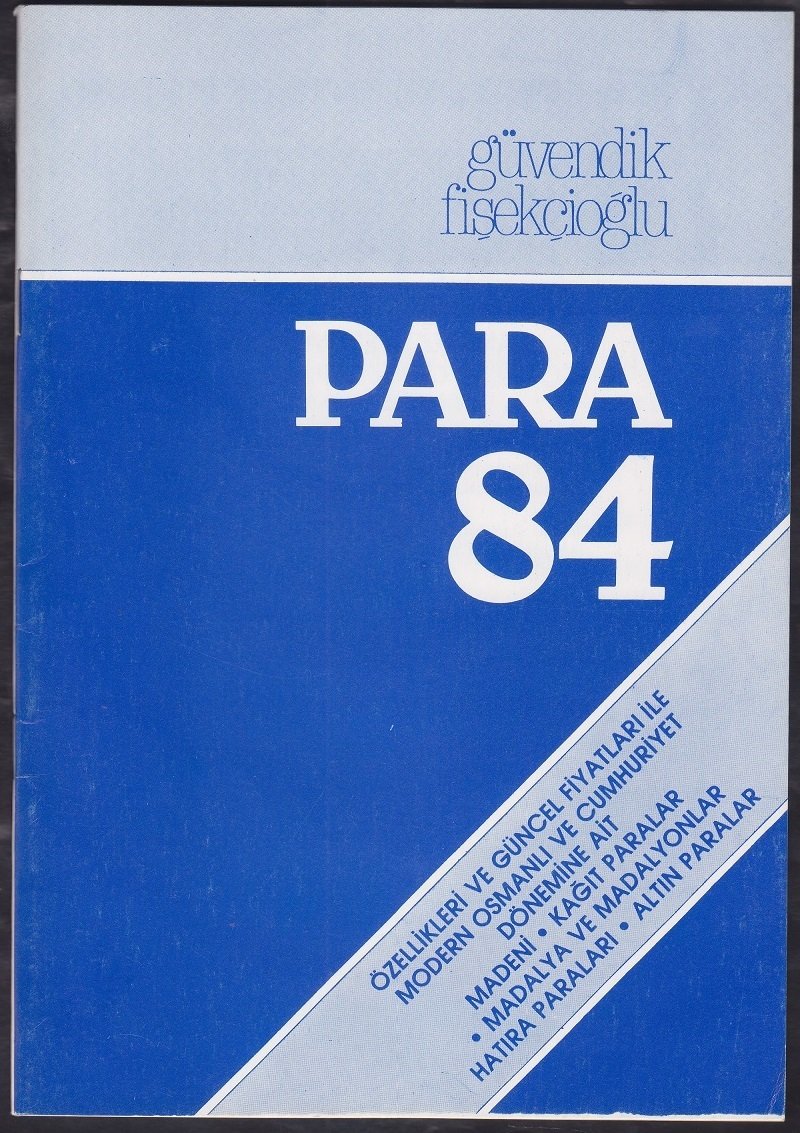 güvendik
fişekçioğlu
PARA
84
ÖZELLİKLERİ VE GÜNCEL FİYATLARI İLE
MODERN OSMANLI VE CUMHURİYET
DÖNEMİNE AİT
MADENİ • KAĞIT PARALAR
• MADALYA VE MADALYONLAR
HATIRA PARALARI • ALTIN PARALAR